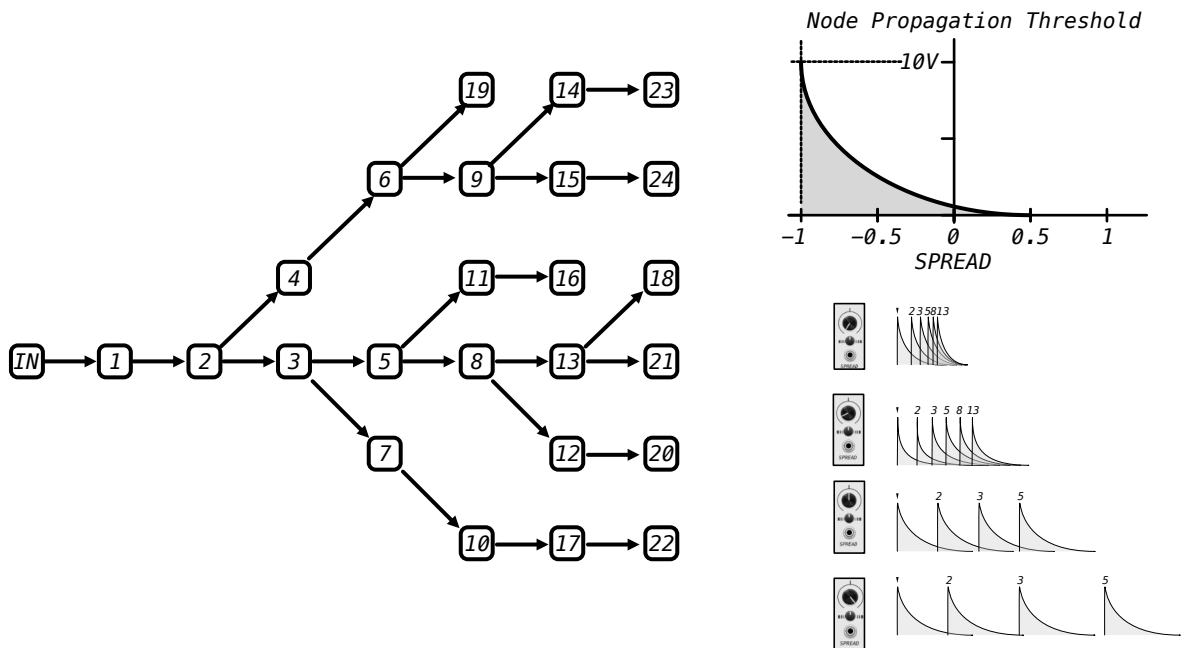 Node Propagation Threshold
10V
−1 −0.5 0 0.5 1
SPREAD
19 14 23
6 9 15 24
4 11 16 18
IN 1 2 3 5 8 13 21
7 12 20
10 17 22
2 3 5 8 13
SPREAD
2 3 5 8 13
SPREAD
2 3 5
SPREAD
2 3 5
SPREAD